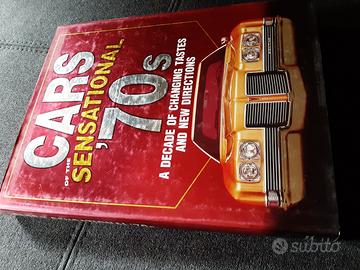 CARS
OF THE
SENSATIONAL
'70s
A DECADE OF CHANGING TASTES
AND NEW DIRECTIONS
subito